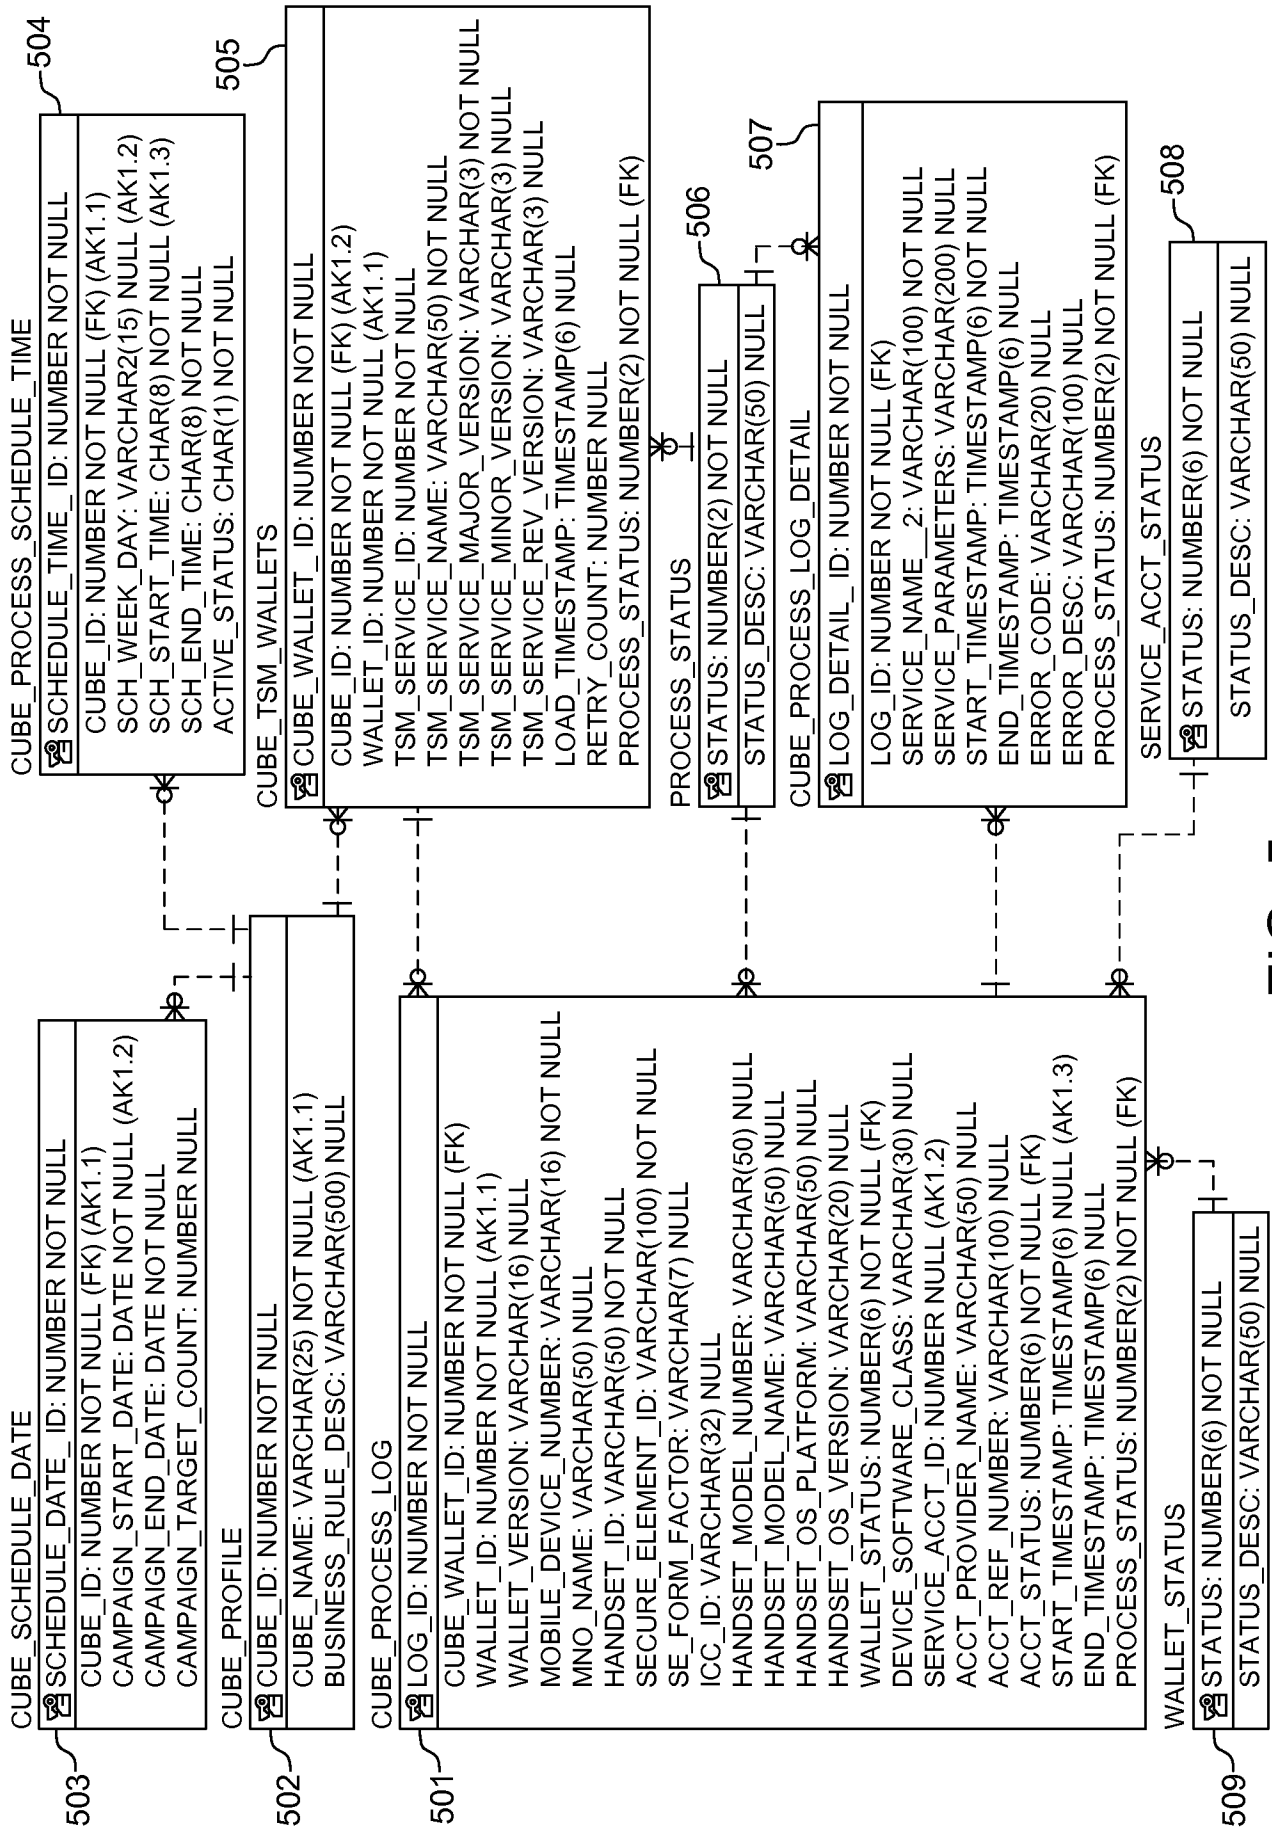 CUBE_SCHEDULE_DATE
SCHEDULE_DATE_ID: NUMBER NOT NULL
CUBE_ID: NUMBER NOT NULL (FK) (AK1.1)
CAMPAIGN_START_DATE: DATE NOT NULL (AK1.2)
CAMPAIGN_END_DATE: DATE NOT NULL
CAMPAIGN_TARGET_COUNT: NUMBER NULL
503
CUBE_PROFILE
CUBE_ID: NUMBER NOT NULL
CUBE_NAME: VARCHAR(25) NOT NULL (AK1.1)
BUSINESS_RULE_DESC: VARCHAR(500) NULL
502
CUBE_PROCESS_LOG
LOG_ID: NUMBER NOT NULL
CUBE_WALLET_ID: NUMBER NOT NULL (FK)
WALLET_ID: NUMBER NOT NULL (AK1.1)
WALLET_VERSION: VARCHAR(16) NULL
MOBILE_DEVICE_NUMBER: VARCHAR(16) NOT NULL
MNO_NAME: VARCHAR(50) NULL
HANDSET_ID: VARCHAR(50) NOT NULL
SECURE_ELEMENT_ID: VARCHAR(100) NOT NULL
SE_FORM_FACTOR: VARCHAR(7) NULL
ICC_ID: VARCHAR(32) NULL
HANDSET_MODEL_NUMBER: VARCHAR(50) NULL
HANDSET_MODEL_NAME: VARCHAR(50) NULL
HANDSET_OS_PLATFORM: VARCHAR(50) NULL
HANDSET_OS_VERSION: VARCHAR(20) NULL
WALLET_STATUS: NUMBER(6) NOT NULL (FK)
DEVICE_SOFTWARE_CLASS: VARCHAR(30) NULL
SERVICE_ACCT_ID: NUMBER NULL (AK1.2)
ACCT_PROVIDER_NAME: VARCHAR(50) NULL
ACCT_REF_NUMBER: VARCHAR(100) NULL
ACCT_STATUS: NUMBER(6) NOT NULL (FK)
START_TIMESTAMP: TIMESTAMP(6) NULL (AK1.3)
END_TIMESTAMP: TIMESTAMP(6) NULL
PROCESS_STATUS: NUMBER(2) NOT NULL (FK)
501
WALLET_STATUS
STATUS: NUMBER(6) NOT NULL
STATUS_DESC: VARCHAR(50) NULL
509
CUBE_PROCESS_SCHEDULE_TIME
SCHEDULE_TIME_ID: NUMBER NOT NULL
CUBE_ID: NUMBER NOT NULL (FK) (AK1.1)
SCH_WEEK_DAY: VARCHAR2(15) NULL (AK1.2)
SCH_START_TIME: CHAR(8) NOT NULL (AK1.3)
SCH_END_TIME: CHAR(8) NOT NULL
ACTIVE_STATUS: CHAR(1) NOT NULL
504
CUBE_TSM_WALLETS
CUBE_WALLET_ID: NUMBER NOT NULL
CUBE_ID: NUMBER NOT NULL (FK) (AK1.2)
WALLET_ID: NUMBER NOT NULL (AK1.1)
TSM_SERVICE_ID: NUMBER NOT NULL
TSM_SERVICE_NAME: VARCHAR(50) NOT NULL
TSM_SERVICE_MAJOR_VERSION: VARCHAR(3) NOT NULL
TSM_SERVICE_MINOR_VERSION: VARCHAR(3) NULL
TSM_SERVICE_REV_VERSION: VARCHAR(3) NULL
LOAD_TIMESTAMP: TIMESTAMP(6) NULL
RETRY_COUNT: NUMBER NULL
PROCESS_STATUS: NUMBER(2) NOT NULL (FK)
505
PROCESS_STATUS
STATUS: NUMBER(2) NOT NULL
STATUS_DESC: VARCHAR(50) NULL
506
CUBE_PROCESS_LOG_DETAIL
LOG_DETAIL_ID: NUMBER NOT NULL
LOG_ID: NUMBER NOT NULL (FK)
SERVICE_NAME__2: VARCHAR(100) NOT NULL
SERVICE_PARAMETERS: VARCHAR(200) NULL
START_TIMESTAMP: TIMESTAMP(6) NOT NULL
END_TIMESTAMP: TIMESTAMP(6) NULL
ERROR_CODE: VARCHAR(20) NULL
ERROR_DESC: VARCHAR(100) NULL
PROCESS_STATUS: NUMBER(2) NOT NULL (FK)
507
SERVICE_ACCT_STATUS
STATUS: NUMBER(6) NOT NULL
STATUS_DESC: VARCHAR(50) NULL
508